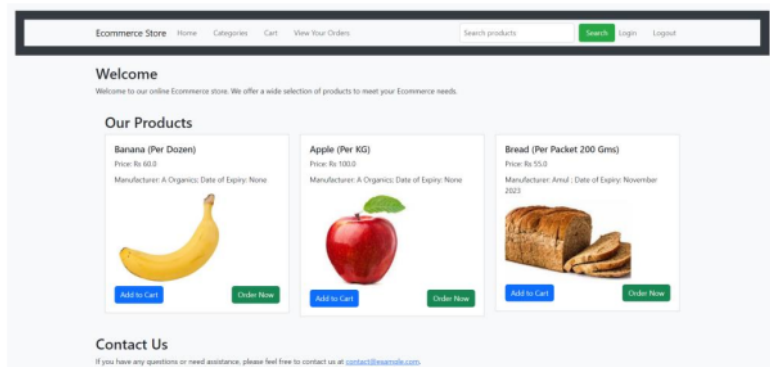 Ecommerce Store Home Categories Cart View Your Orders Search products Search Login Logout
Welcome
Welcome to our online Ecommerce store. We offer a wide selection of products to meet your Ecommerce needs.
Our Products
Banana (Per Dozen)
Price: Rs 60.0
Manufacturer: A Organics; Date of Expiry: None
Add to Cart Order Now
Apple (Per KG)
Price: Rs 100.0
Manufacturer: A Organics; Date of Expiry: None
Add to Cart Order Now
Bread (Per Packet 200 Gms)
Price: Rs 55.0
Manufacturer: Amul ; Date of Expiry: November
2023
Add to Cart Order Now
Contact Us
If you have any questions or need assistance, please feel free to contact us at contact@example.com.